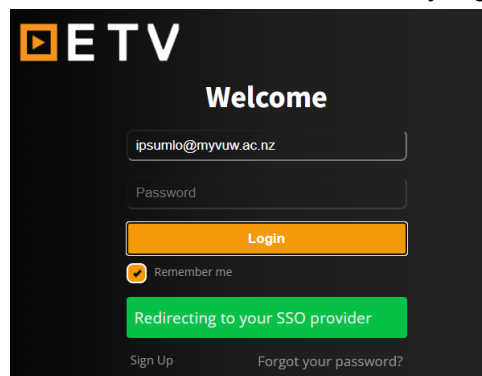 ETV
Welcome
ipsumlo@myvuw.ac.nz
Password
Login
Remember me
Redirecting to your SSO provider
Sign Up Forgot your password?